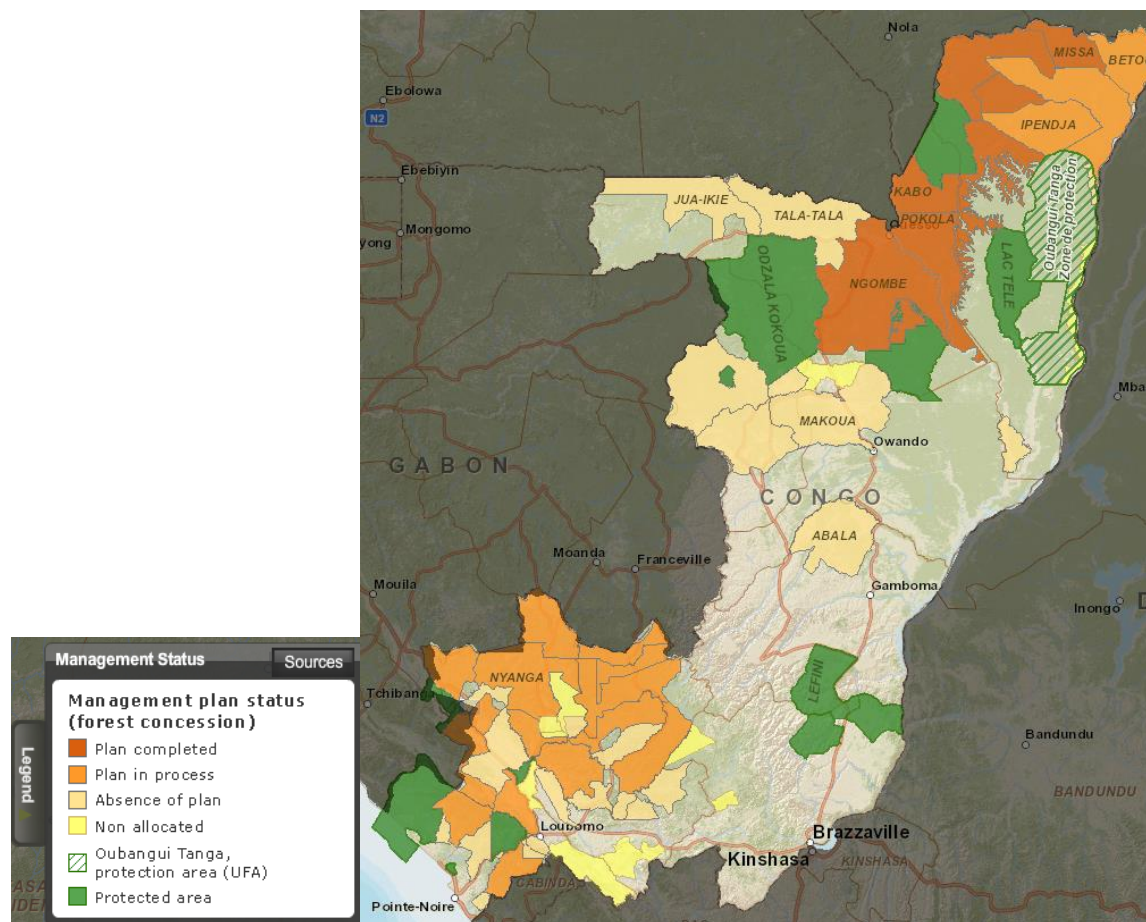 Nola
MISSA
BETOU
Ebolowa
N2
IPENDJA
Ebebiyin
Oubangui Tanga
Zone de protection
KABO
JUA-IKIE
TALA-TALA
POKOLA
Mongomo
yong
LAC TELE
ODZALA KOKOUA
NGOMBE
Mba
MAKOUA
Owando
GABON
CONGO
ABALA
Moanda
Franceville
Mouila
Gamboma
Inongo
D
Management Status
Sources
NYANGA
LEFINI
Tchibanga
Management plan status
(forest concession)
Plan completed
Plan in process
Absence of plan
Non allocated
Oubangui Tanga,
protection area (UFA)
Protected area
Legend
Bandundu
BANDUNDU
Loubomo
Brazzaville
Kinshasa
KINSHASA
CABINDA
Pointe-Noire